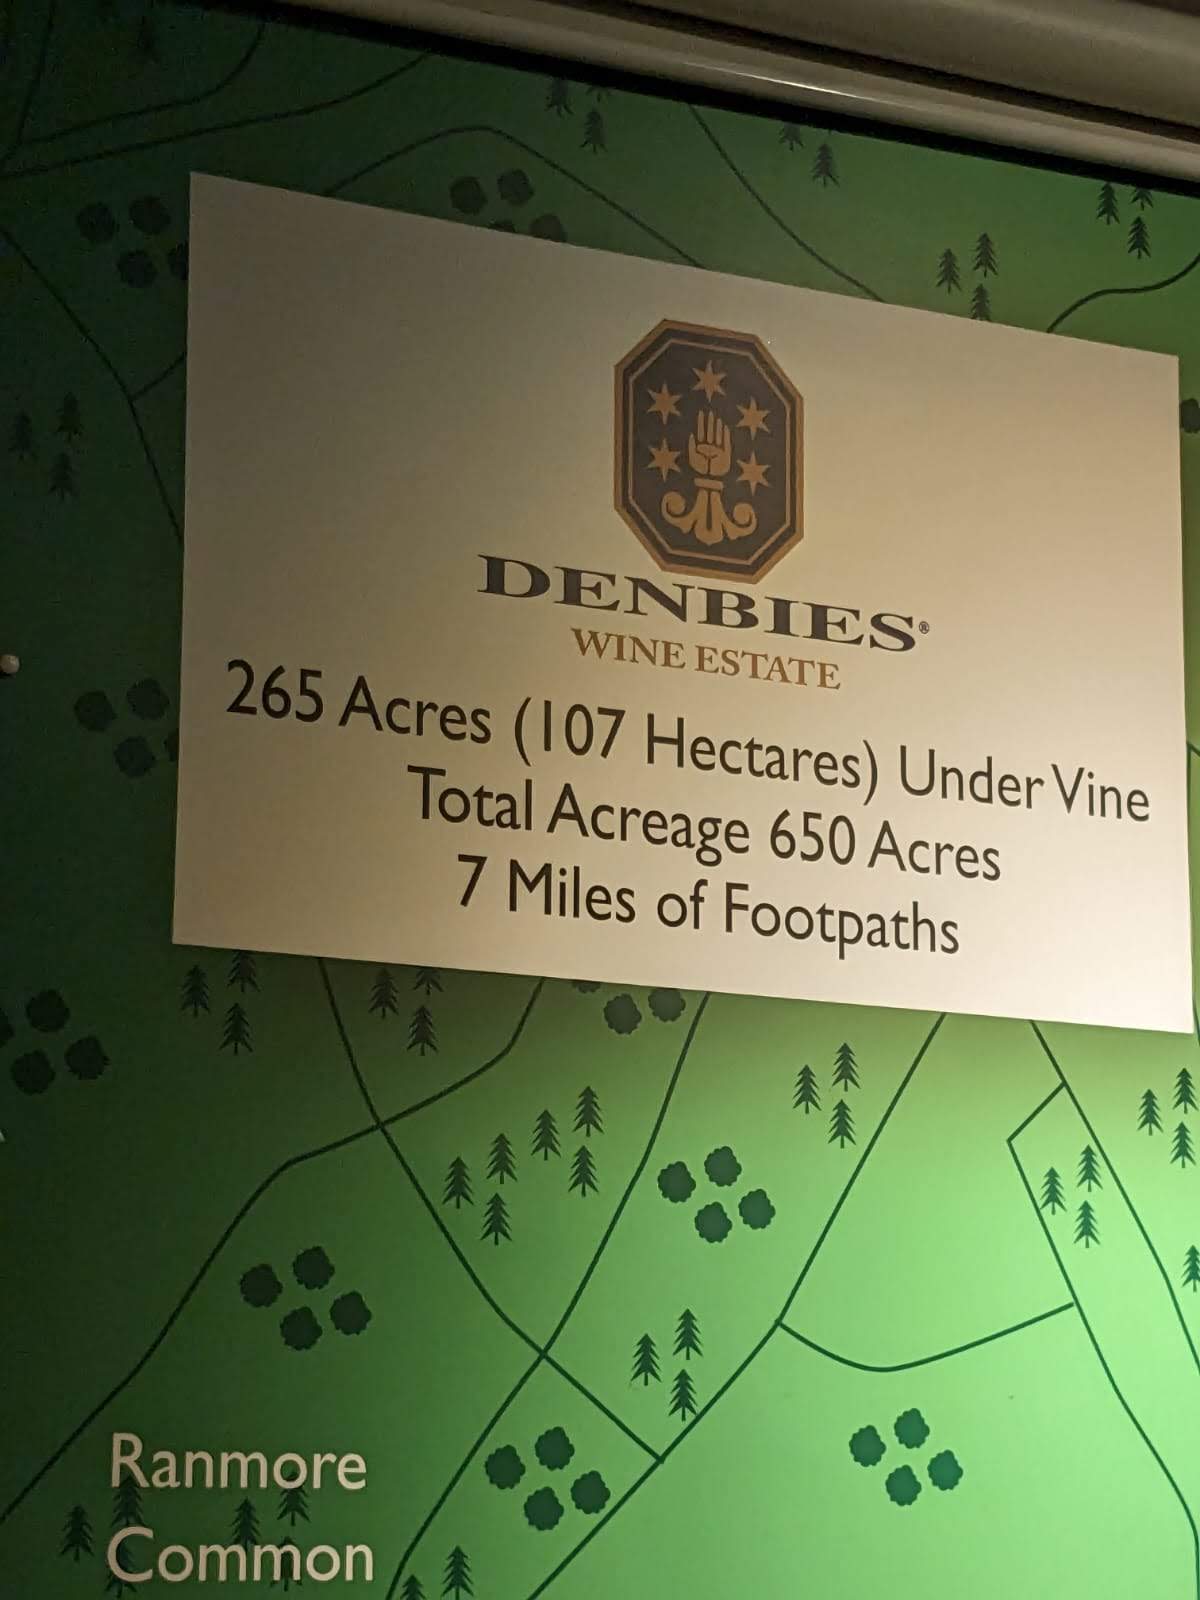 DENBIES®
WINE ESTATE
265 Acres (107 Hectares) Under Vine
Total Acreage 650 Acres
7 Miles of Footpaths
Ranmore
Common